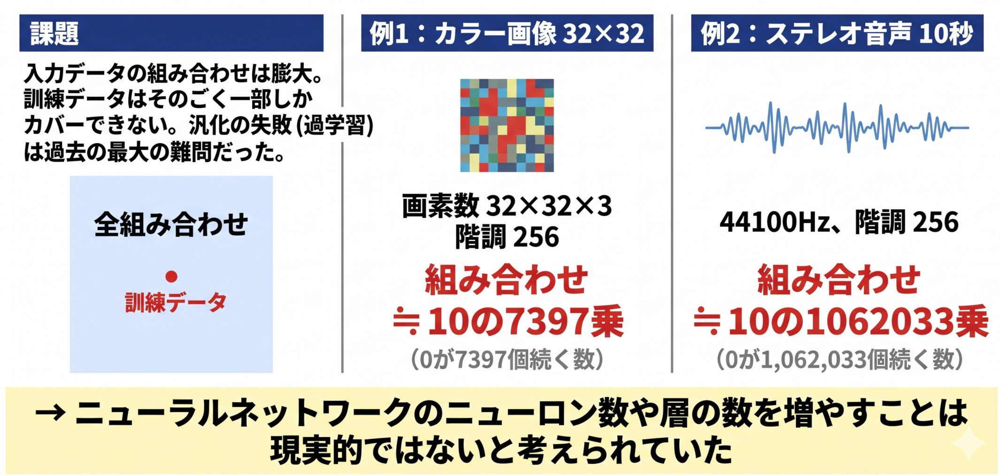 課題
入力データの組み合わせは膨大。
訓練データはそのごく一部しか
カバーできない。汎化の失敗(過学習)
は過去の最大の難問だった。
全組み合わせ
訓練データ
例1：カラー画像 32×32
画素数 32×32×3
階調 256
組み合わせ
≒10の7397乗
（0が7397個続く数）
例2：ステレオ音声 10秒
44100Hz、階調 256
組み合わせ
≒10の1062033乗
（0が1,062,033個続く数）
→ ニューラルネットワークのニューロン数や層の数を増やすことは
現実的ではないと考えられていた